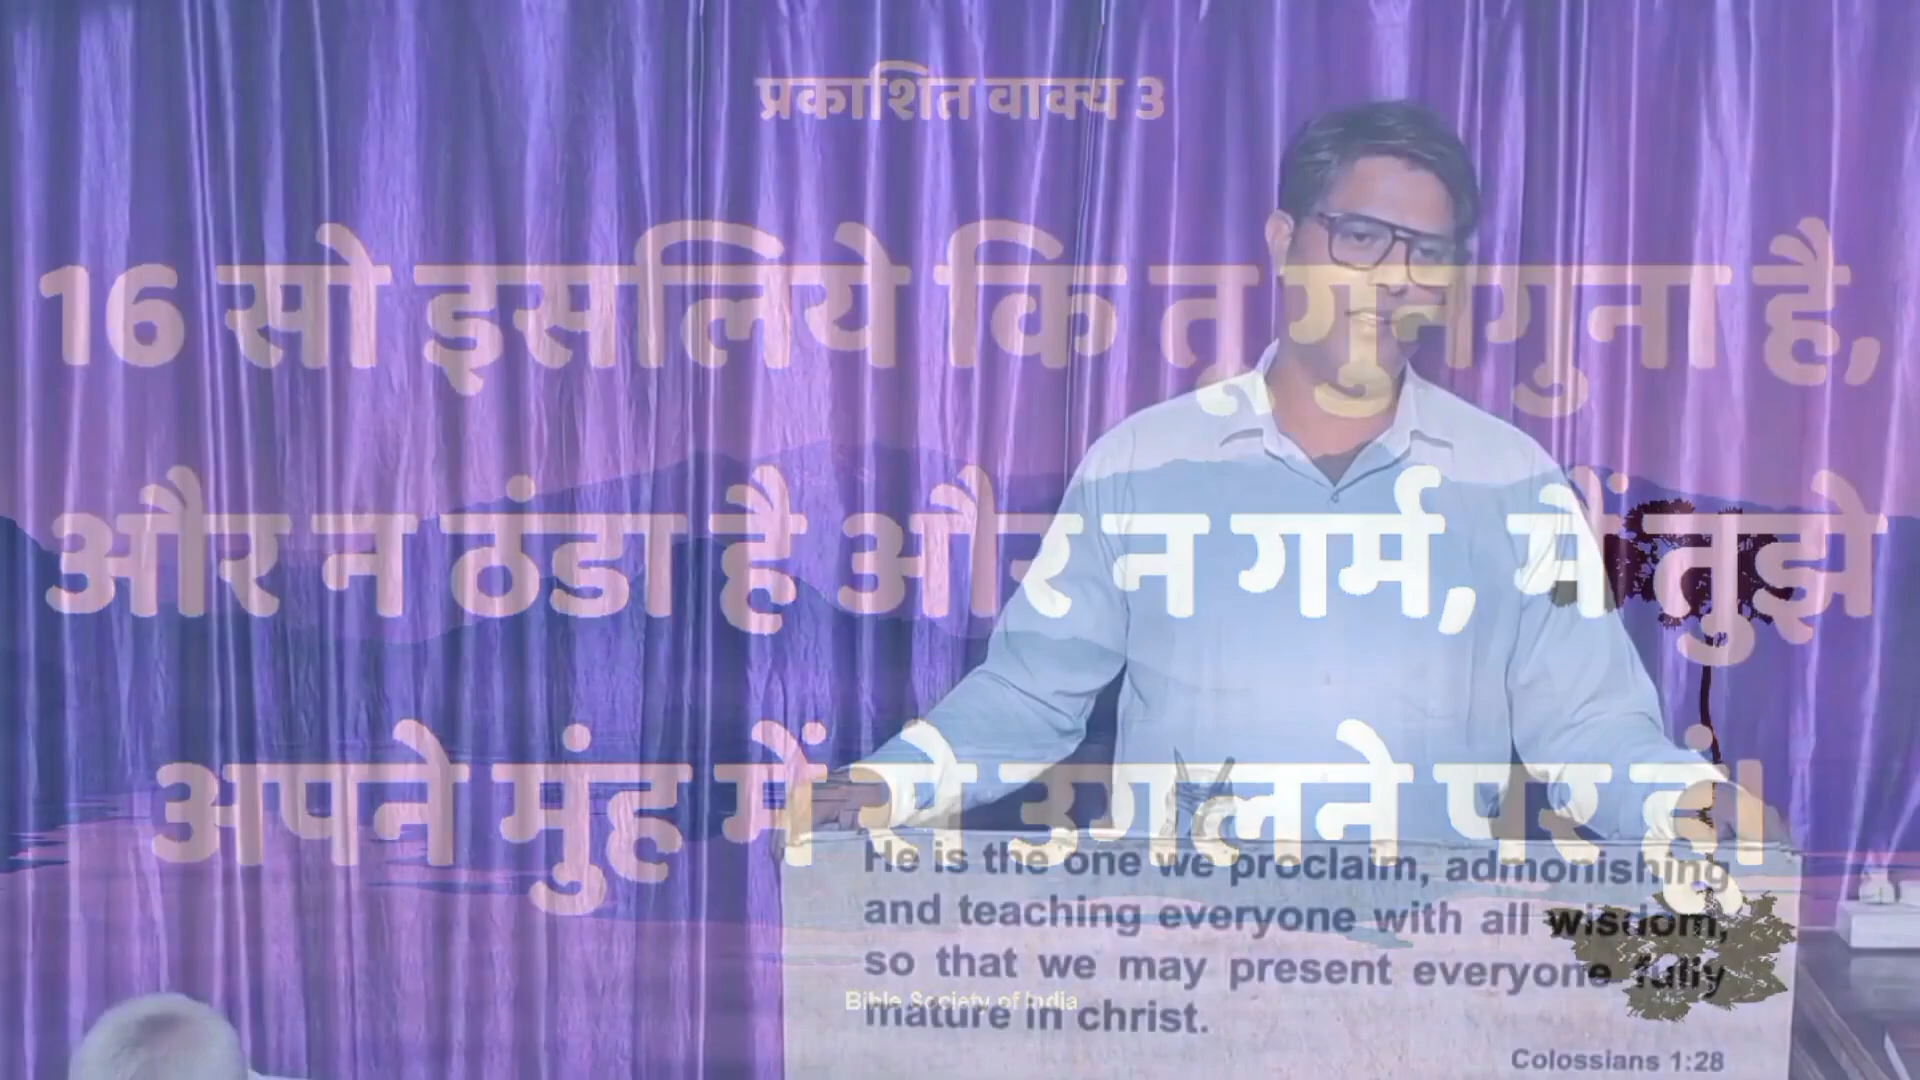 प्रकाशित वाक्य 3
16 सो इसलिये कि तू गुनगुना है,
और न ठंडा है और न गर्म, में तुझे
अपने मुंह में से उगलने पर हूं।
He is the one we proclaim, admonishing
and teaching everyone with all wisdom,
so that we may present everyone fully
mature in christ.
Bible Society of India
Colossians 1:28